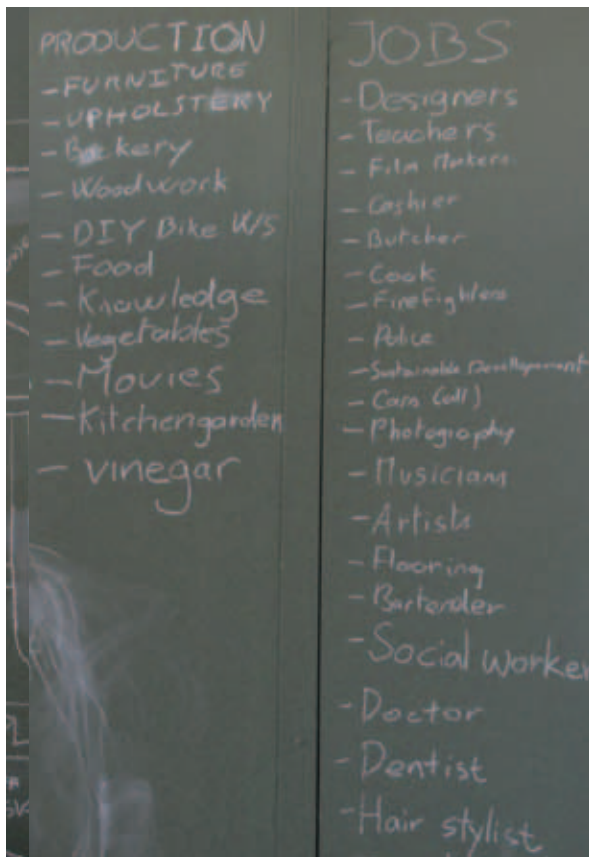 PRODUCTION
- FURNITURE
- UPHOLSTERY
- Bakery
- Woodwork
- DIY Bike W/S
- Food
- Knowledge
- Vegetables
- Movies
- Kitchengarden
- vinegar
JOBS
- Designers
- Teachers
- Film Makers
- Cashier
- Butcher
- Cook
- Firefighters
- Police
- Sustainable Devellopement
- Cars (all)
- Photography
- Musicians
- Artists
- Flooring
- Bartender
- Social worker
- Doctor
- Dentist
- Hair stylist